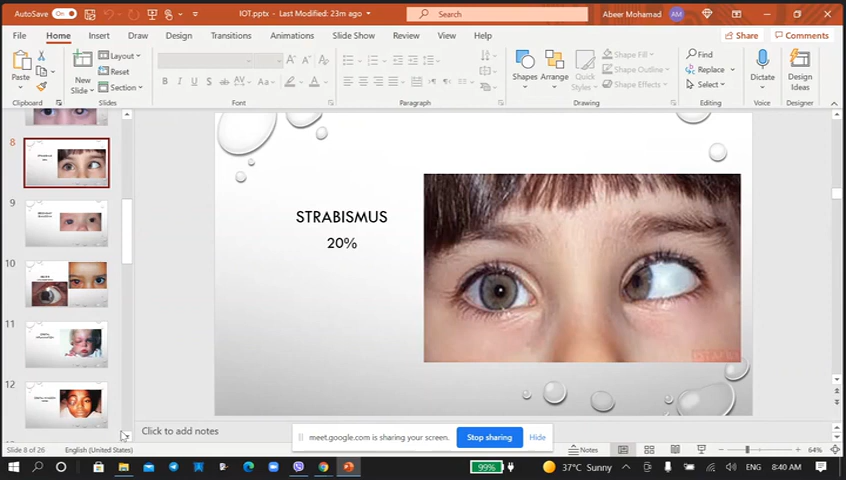 AutoSave On
IOT.pptx - Last Modified: 23m ago
Search
Abeer Mohamad
AM
File Home Insert Draw Design Transitions Animations Slide Show Review View Help
Share Comments
Paste
New
Slide
Layout
Reset
Section
B I U S
Aa
A
Shapes Arrange Quick
Styles
Shape Fill
Shape Outline
Shape Effects
Find
Replace
Select
Dictate
Design
Ideas
Clipboard Slides Font Paragraph Drawing Editing Voice Designer
8
9
10
11
12
STRABISMUS
20%
Click to add notes
meet.google.com is sharing your screen. Stop sharing Hide
Slide 8 of 26 English (United States) Notes 64%
99% 37°C Sunny ENG 8:40 AM